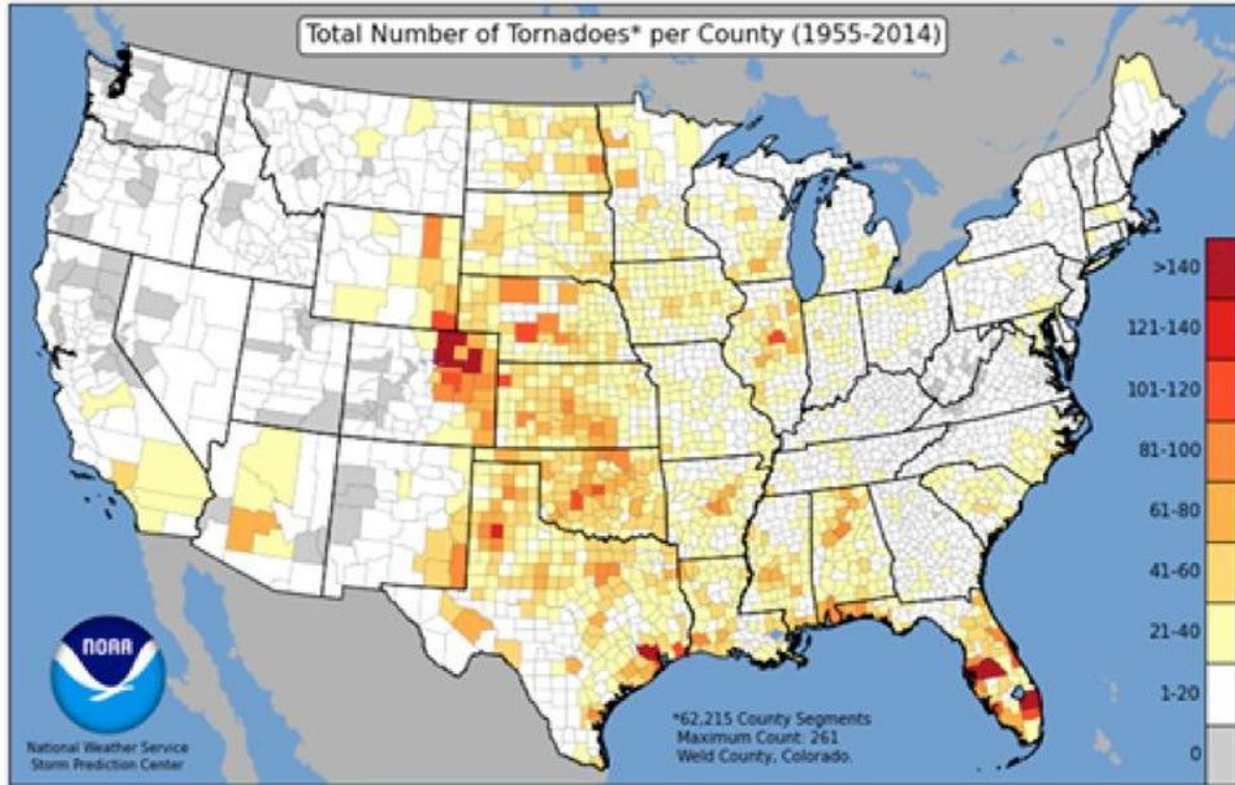 Total Number of Tornadoes* per County (1955-2014)
>140
121-140
101-120
81-100
61-80
41-60
21-40
1-20
0
NOAA
National Weather Service
Storm Prediction Center
*62,215 County Segments
Maximum Count: 261
Weld County, Colorado.